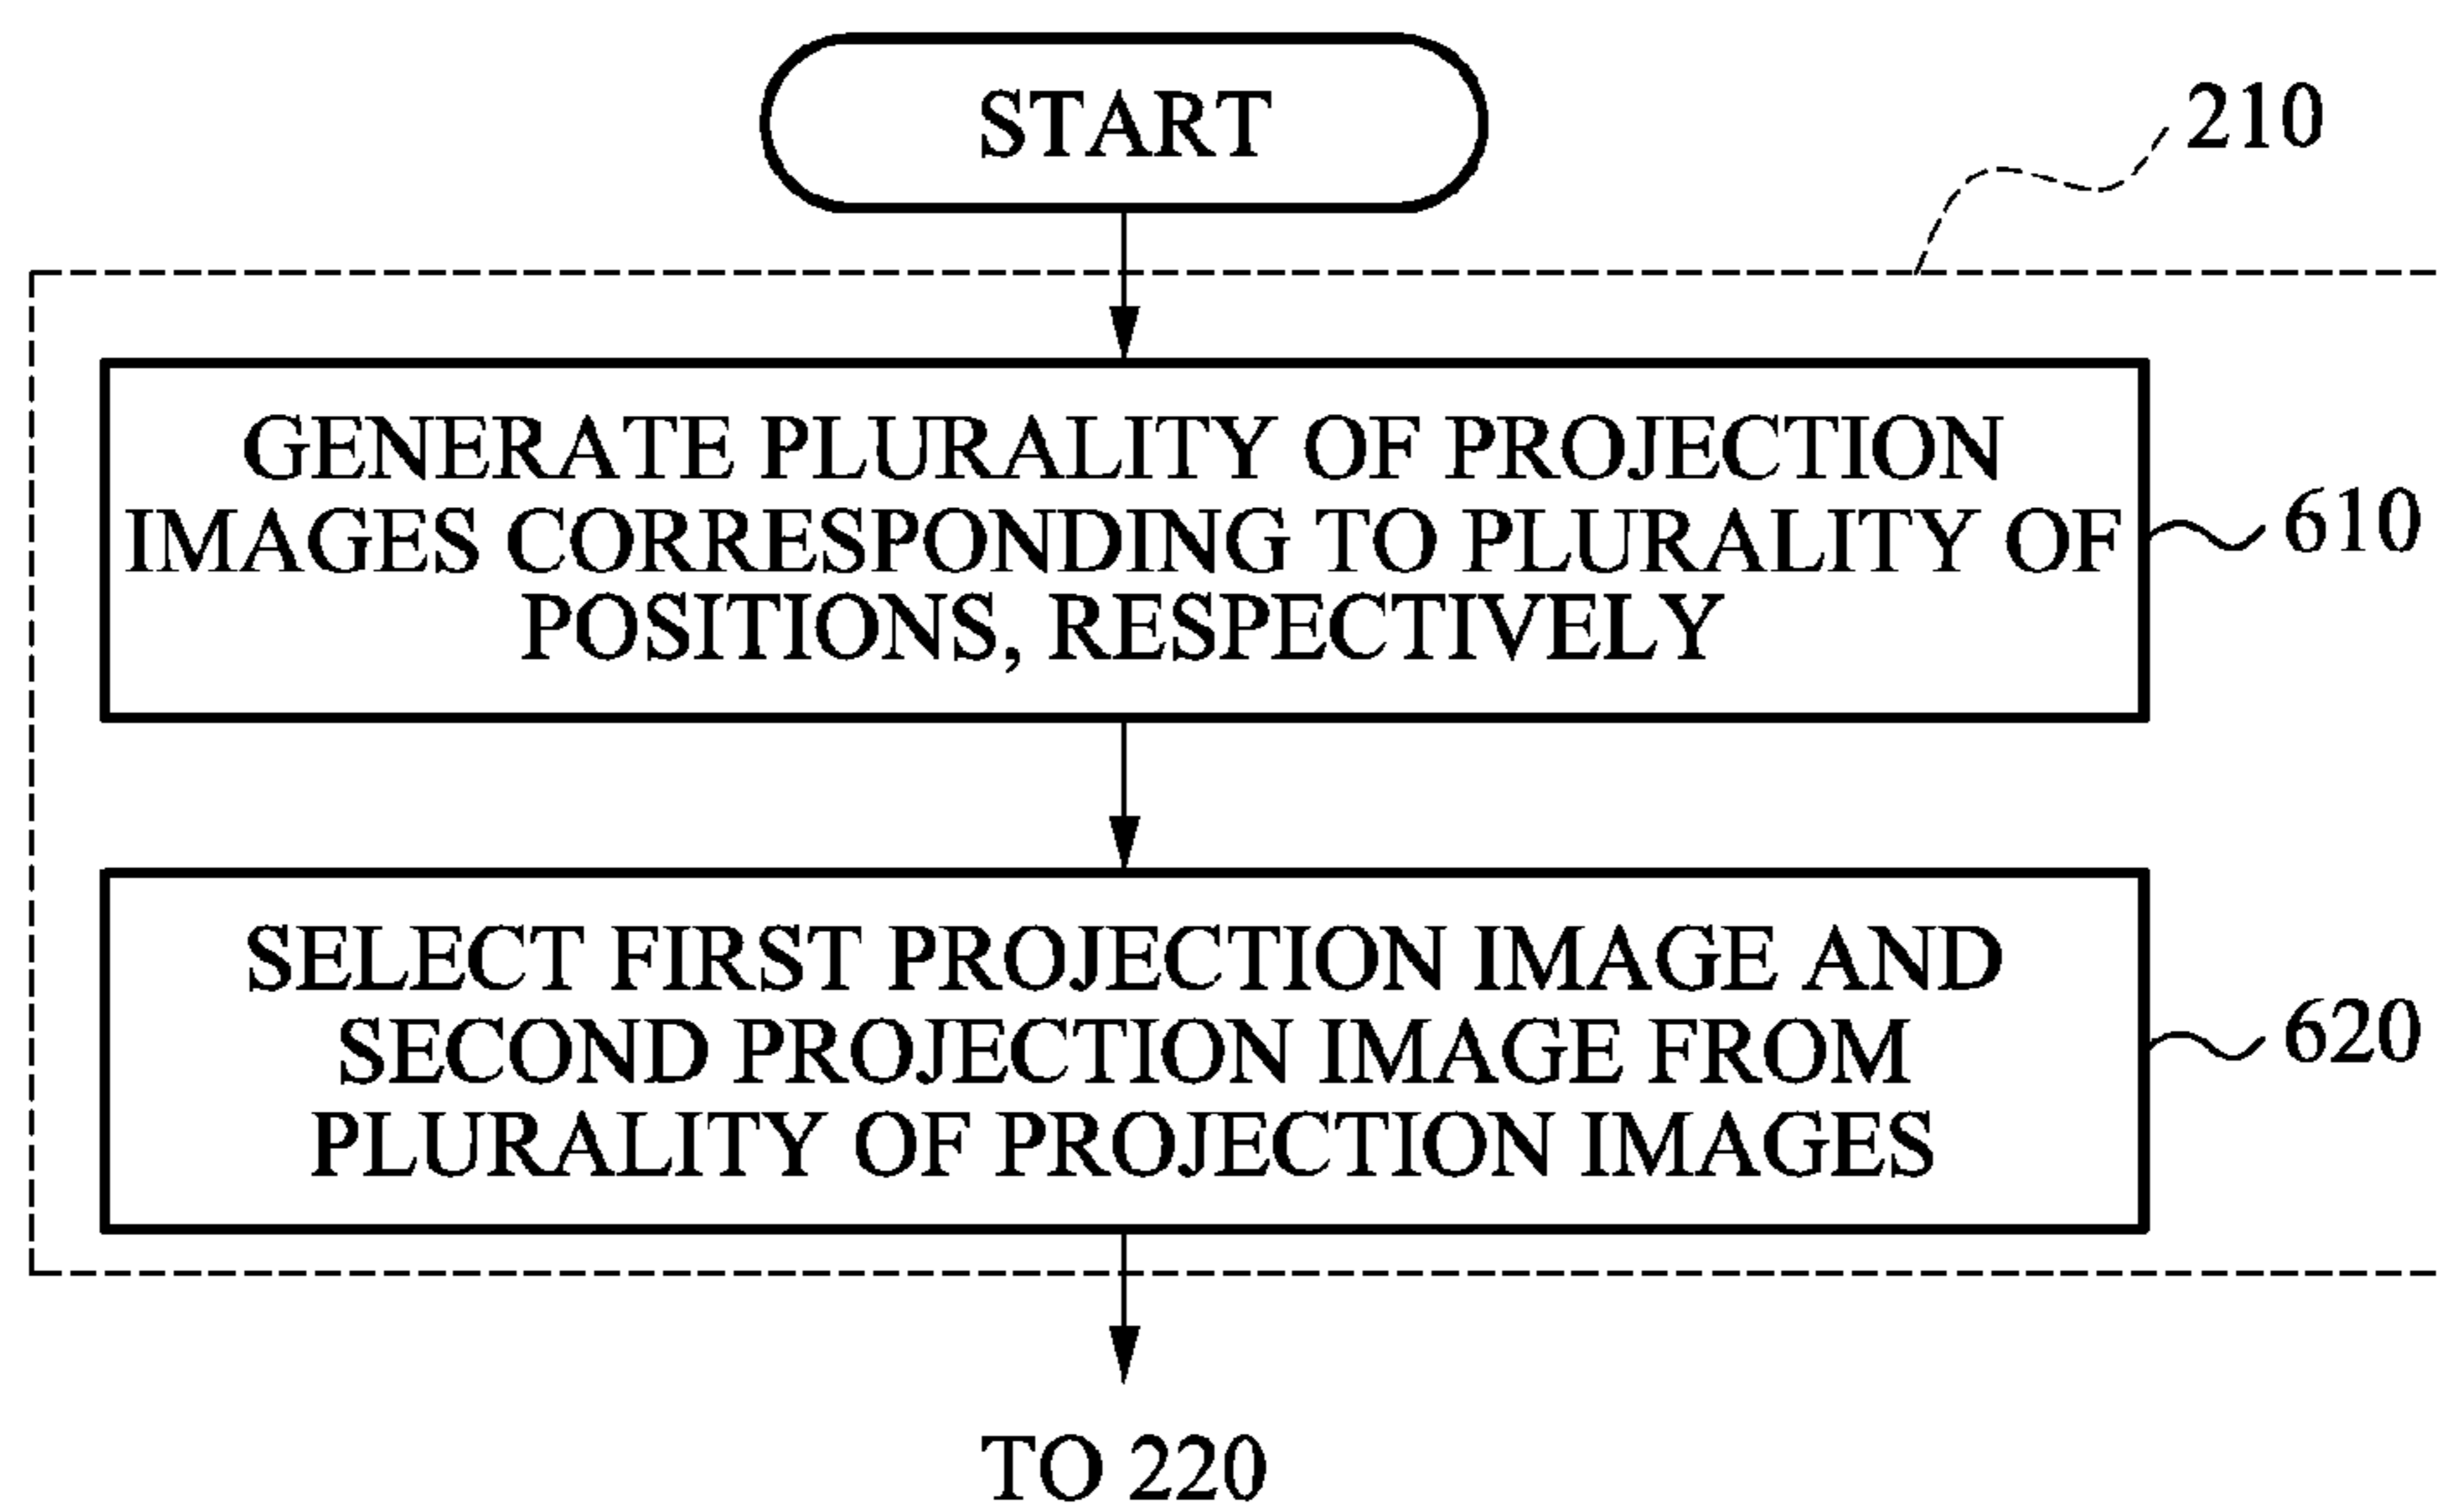 START
210
GENERATE PLURALITY OF PROJECTION
IMAGES CORRESPONDING TO PLURALITY OF
POSITIONS, RESPECTIVELY
610
SELECT FIRST PROJECTION IMAGE AND
SECOND PROJECTION IMAGE FROM
PLURALITY OF PROJECTION IMAGES
620
TO 220